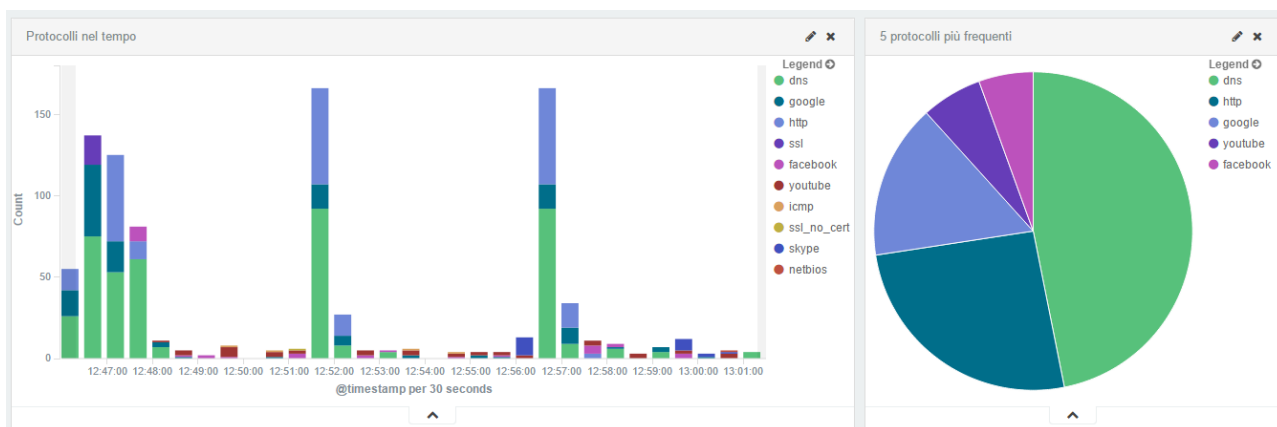 Protocolli nel tempo
Legend
dns
google
http
ssl
facebook
youtube
icmp
ssl_no_cert
skype
netbios
Count
150
100
50
0
12:47:00 12:48:00 12:49:00 12:50:00 12:51:00 12:52:00 12:53:00 12:54:00 12:55:00 12:56:00 12:57:00 12:58:00 12:59:00 13:00:00 13:01:00
@timestamp per 30 seconds
5 protocolli più frequenti
Legend
dns
http
google
youtube
facebook